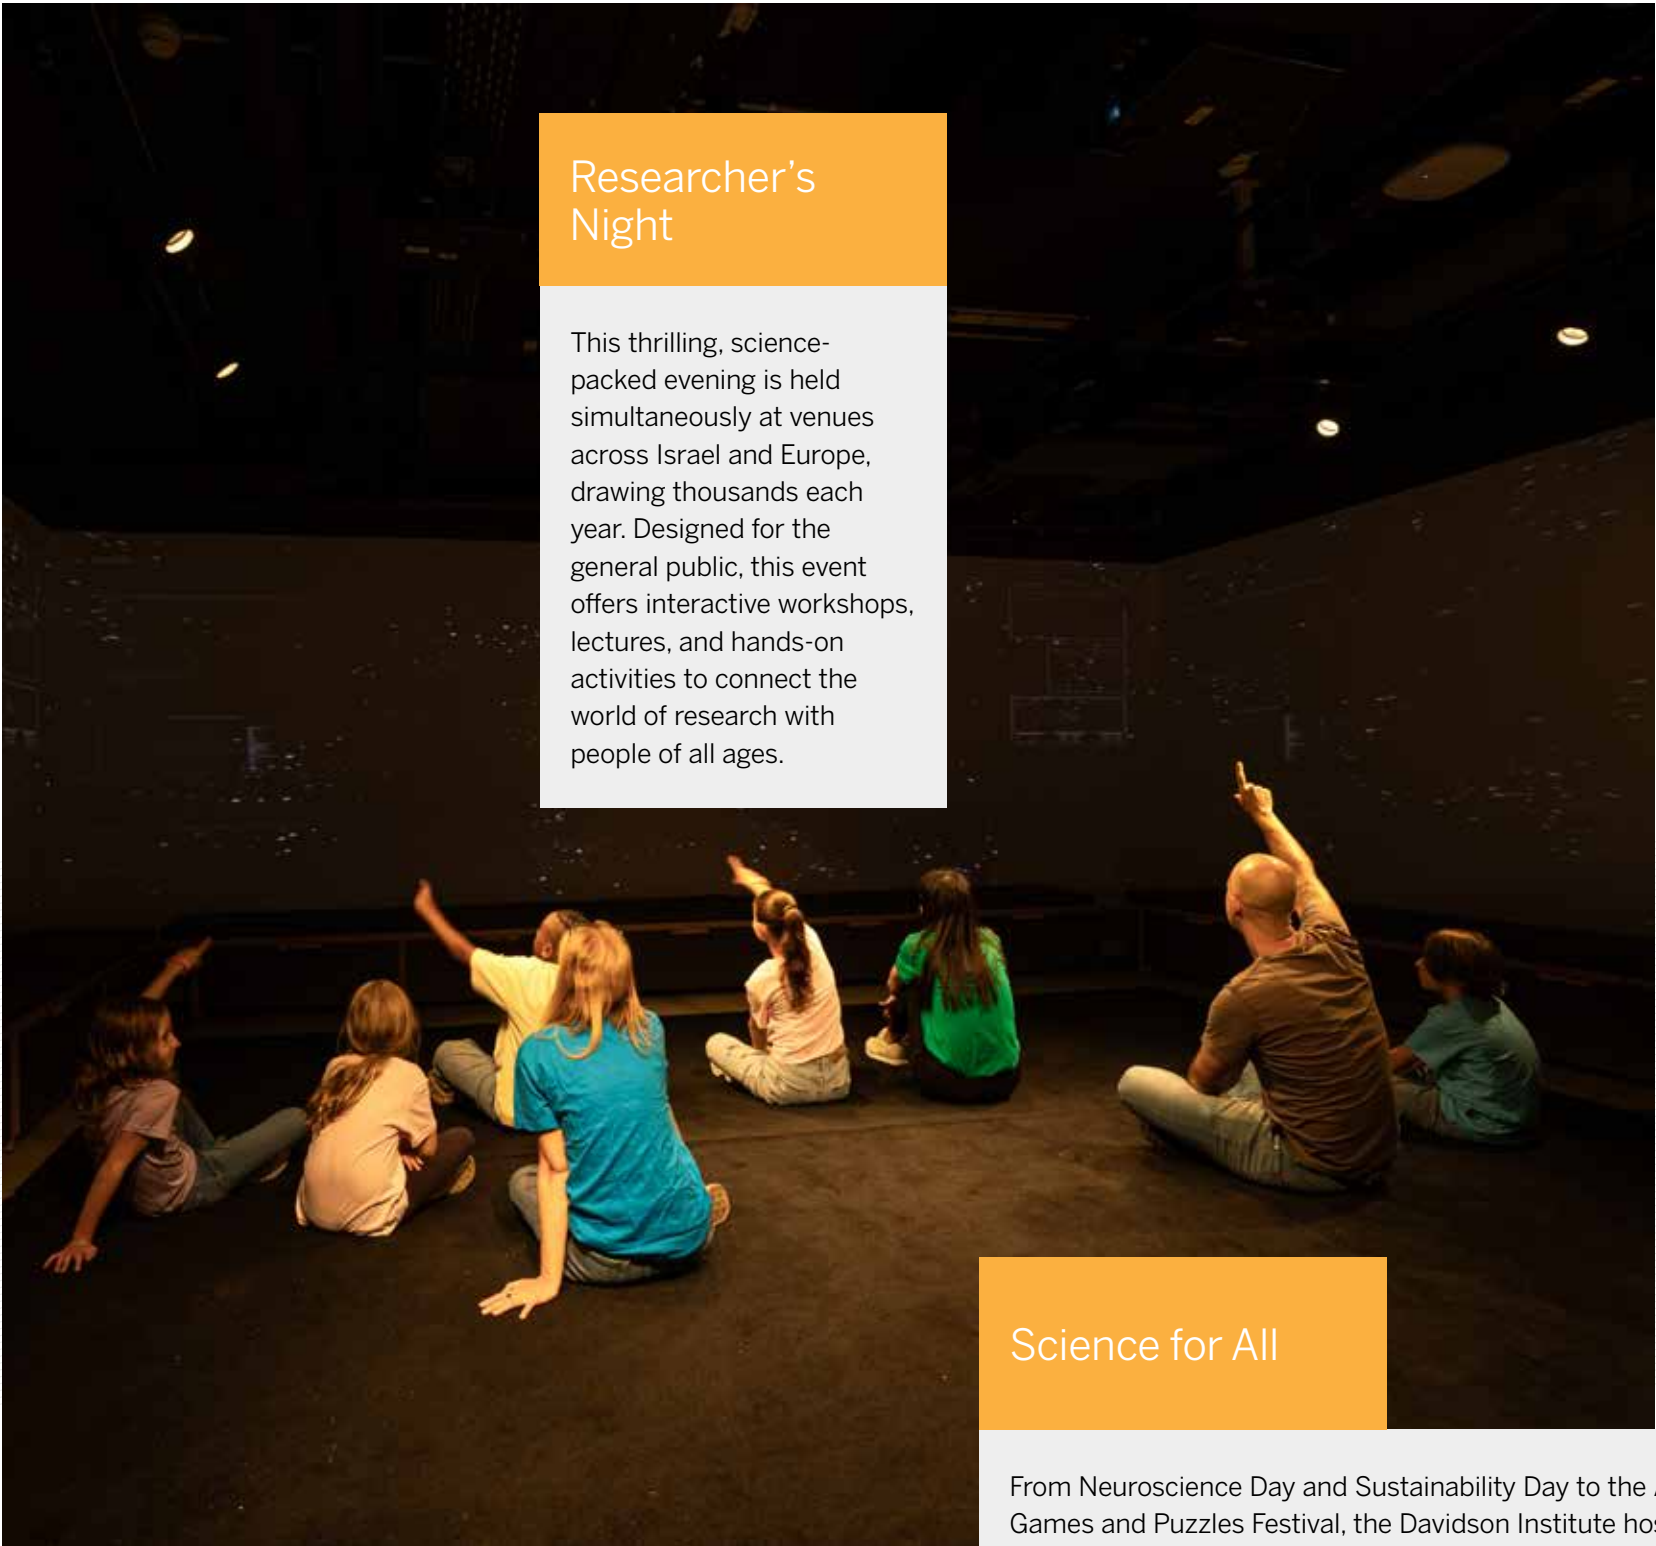 Researcher's
Night
This thrilling, science-
packed evening is held
simultaneously at venues
across Israel and Europe,
drawing thousands each
year. Designed for the
general public, this event
offers interactive workshops,
lectures, and hands-on
activities to connect the
world of research with
people of all ages.
Science for All
From Neuroscience Day and Sustainability Day to the
Games and Puzzles Festival, the Davidson Institute